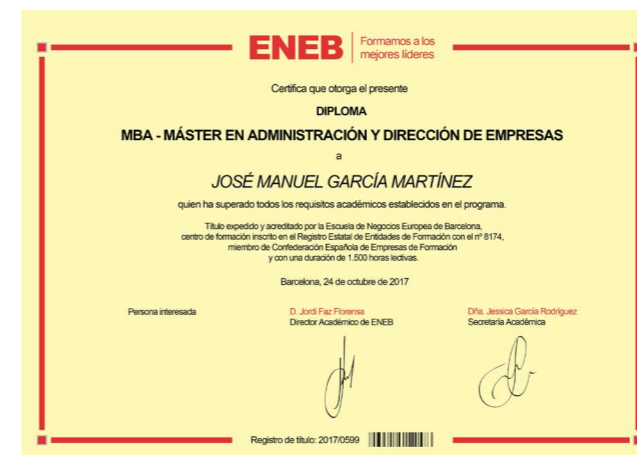 ENEB
Formamos a los
mejores líderes
Certifica que otorga el presente
DIPLOMA
MBA - MÁSTER EN ADMINISTRACIÓN Y DIRECCIÓN DE EMPRESAS
a
JOSÉ MANUEL GARCÍA MARTÍNEZ
quien ha superado todos los requisitos académicos establecidos en el programa.
Título expedido y acreditado por la Escuela de Negocios Europea de Barcelona,
centro de formación inscrito en el Registro Estatal de Entidades de Formación con el nº 8174,
miembro de Confederación Española de Empresas de Formación
y con una duración de 1.500 horas lectivas.
Barcelona, 24 de octubre de 2017
Persona interesada
D. Jordi Faz Florensa
Director Académico de ENEB
Dña. Jessica García Rodríguez
Secretaría Académica
Registro de título: 2017/0599